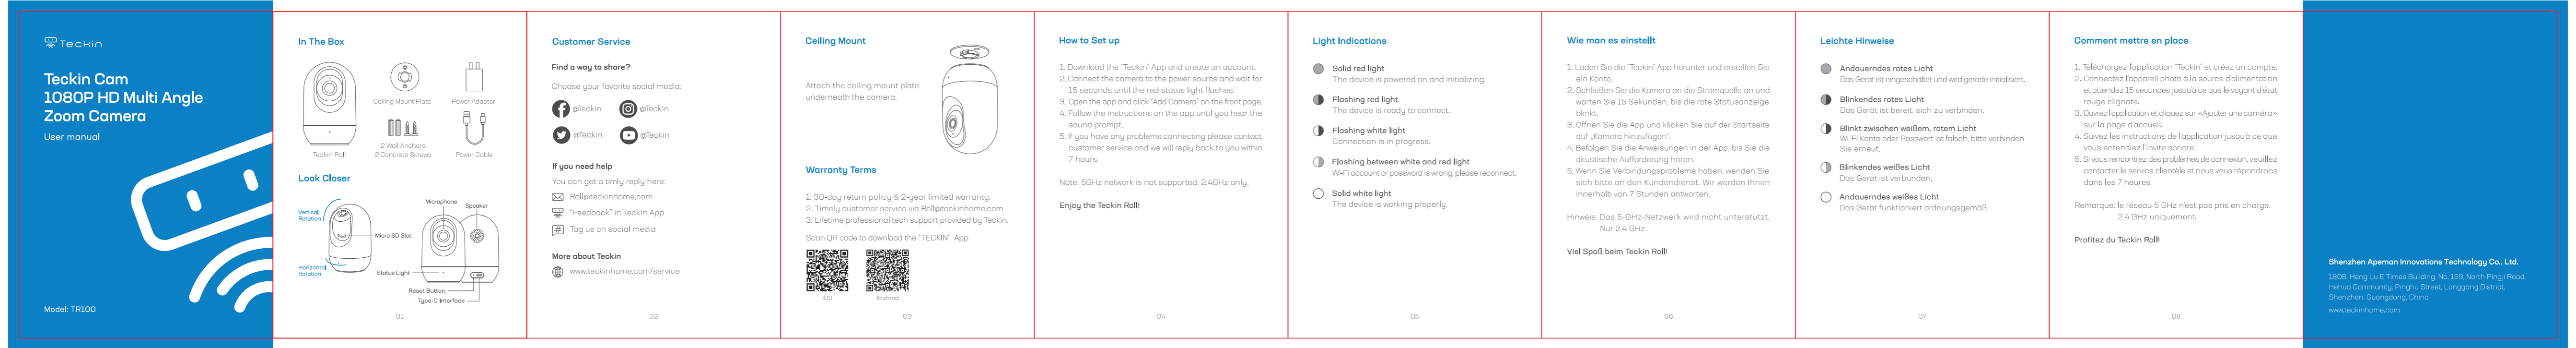 Teckin
Teckin Cam
1080P HD Multi Angle
Zoom Camera
User manual
Model: TR100
In The Box
Teckin Roll
Ceiling Mount Plate
Power Adapter
2 Wall Anchors
2 Concrete Screws
Power Cable
Look Closer
Vertical
Rotation
Horizontal
Rotation
Micro SD Slot
Microphone
Speaker
Status Light
Reset Button
Type-C Interface
01
Customer Service
Find a way to share?
Choose your favorite social media:
@Teckin
@Teckin
@Teckin
@Teckin
If you need help
You can get a timly reply here:
Roll@teckinhome.com
"Feedback" in Teckin App
Tag us on social media
More about Teckin
www.teckinhome.com/service
02
Ceiling Mount
Attach the ceiling mount plate
underneath the camera.
Warranty Terms
1. 30-day return policy & 2-year limited warranty.
2. Timely customer service via Roll@teckinhome.com
3. Lifetime professional tech support provided by Teckin.
Scan QR code to download the "TECKIN" App
iOS
Android
03
How to Set up
1. Download the "Teckin" App and create an account.
2. Connect the camera to the power source and wait for
15 seconds until the red status light flashes.
3. Open the app and click "Add Camera" on the front page.
4. Follow the instructions on the app until you hear the
sound prompt.
5. If you have any problems connecting please contact
customer service and we will reply back to you within
7 hours.
Note: 5GHz network is not supported. 2.4GHz only.
Enjoy the Teckin Roll!
04
Light Indications
Solid red light
The device is powered on and initializing.
Flashing red light
The device is ready to connect.
Flashing white light
Connection is in progress.
Flashing between white and red light
Wi-Fi account or password is wrong, please reconnect.
Solid white light
The device is working properly.
05
Wie man es einstellt
1. Laden Sie die "Teckin" App herunter und erstellen Sie
ein Konto.
2. Schließen Sie die Kamera an die Stromquelle an und
warten Sie 15 Sekunden, bis die rote Statusanzeige
blinkt.
3. Öffnen Sie die App und klicken Sie auf der Startseite
auf „Kamera hinzufügen".
4. Befolgen Sie die Anweisungen in der App, bis Sie die
akustische Aufforderung hören.
5. Wenn Sie Verbindungsprobleme haben, wenden Sie
sich bitte an den Kundendienst. Wir werden Ihnen
innerhalb von 7 Stunden antworten.
Hinweis: Das 5-GHz-Netzwerk wird nicht unterstützt.
Nur 2.4 GHz.
Viel Spaß beim Teckin Roll!
06
Leichte Hinweise
Andauerndes rotes Licht
Das Gerät ist eingeschaltet und wird gerade initialisiert.
Blinkendes rotes Licht
Das Gerät ist bereit, sich zu verbinden.
Blinkt zwischen weißem, rotem Licht
Wi-Fi Konto oder Passwort ist falsch, bitte verbinden
Sie erneut.
Blinkendes weißes Licht
Das Gerät ist verbunden.
Andauerndes weißes Licht
Das Gerät funktioniert ordnungsgemäß.
07
Comment mettre en place
1. Téléchargez l'application "Teckin" et créez un compte.
2. Connectez l'appareil photo à la source d'alimentation
et attendez 15 secondes jusqu'à ce que le voyant d'état
rouge clignote.
3. Ouvrez l'application et cliquez sur «Ajouter une caméra»
sur la page d'accueil.
4. Suivez les instructions de l'application jusqu'à ce que
vous entendiez l'invite sonore.
5. Si vous rencontrez des problèmes de connexion, veuillez
contacter le service clientèle et nous vous répondrons
dans les 7 heures.
Remarque: le réseau 5 GHz n'est pas pris en charge.
2.4 GHz uniquement.
Profitez du Teckin Roll!
08
Shenzhen Apeman Innovations Technology Co., Ltd.
1808, Heng Lu E Times Building, No. 159, North Pingji Road,
Hehua Community, Pinghu Street, Longgang District,
Shenzhen, Guangdong, China
www.teckinhome.com